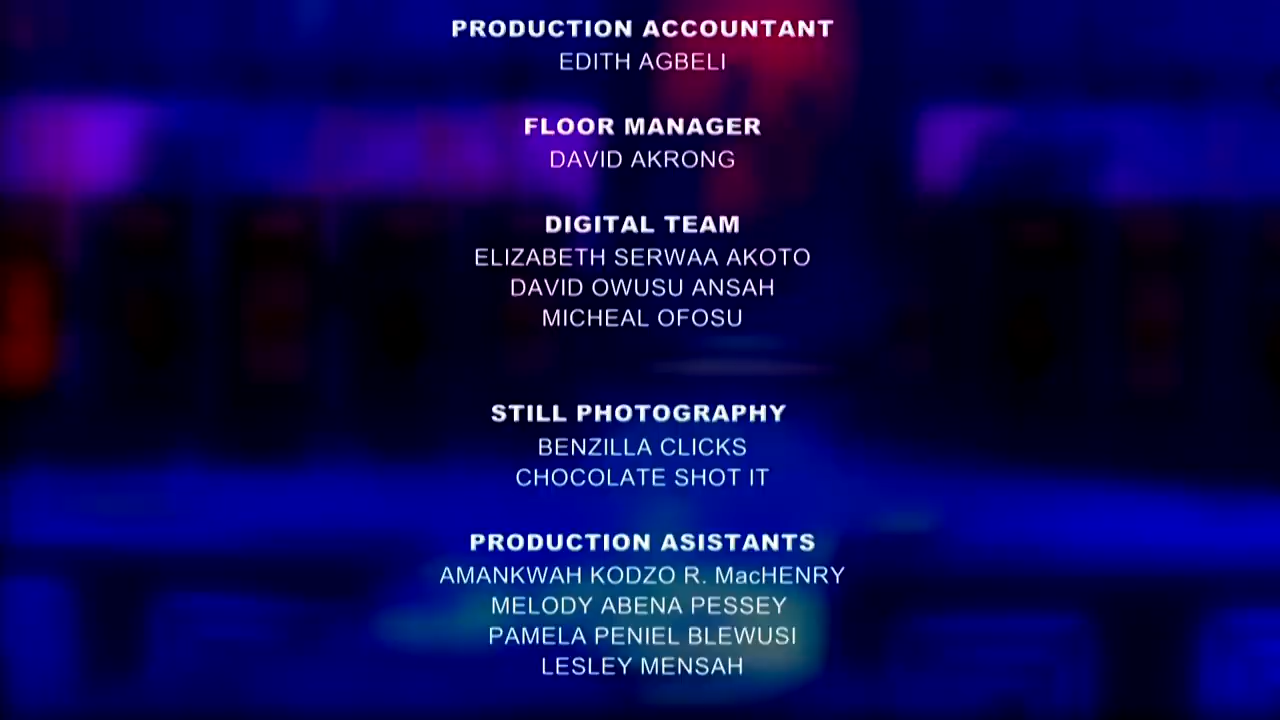 PRODUCTION ACCOUNTANT
EDITH AGBELI
FLOOR MANAGER
DAVID AKRONG
DIGITAL TEAM
ELIZABETH SERWAA AKOTO
DAVID OWUSU ANSAH
MICHEAL OFOSU
STILL PHOTOGRAPHY
BENZILLA CLICKS
CHOCOLATE SHOT IT
PRODUCTION ASISTANTS
AMANKWAH KODZO R. MacHENRY
MELODY ABENA PESSEY
PAMELA PENIEL BLEWUSI
LESLEY MENSAH